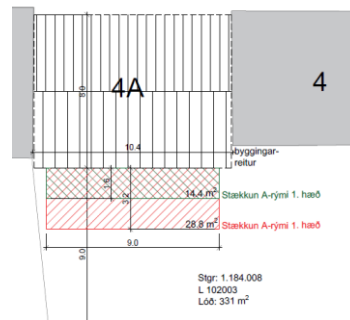 4A
4
8.0
10.4
byggingar-
reitur
1.6
14.4 m² Stækkun A-rými 1. hæð
3.2
28.8 m² Stækkun A-rými 1. hæð
9.0
9.0
Stgr: 1.184.008
L 102003
Lóð: 331 m²